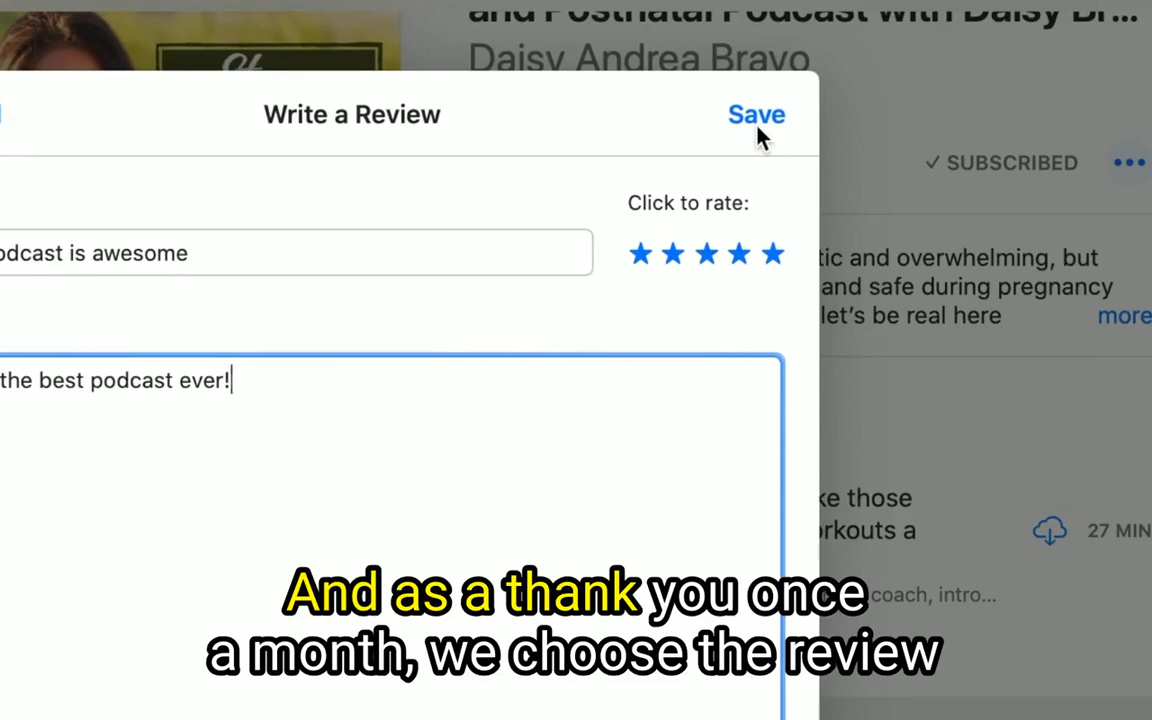 and Postnatal Podcast with Daisy Br...
Daisy Andrea Bravo
Write a Review
Save
✓ SUBSCRIBED
Click to rate:
odcast is awesome
tic and overwhelming, but
and safe during pregnancy
let's be real here
more
the best podcast ever!
ke those
orkouts a
27 MIN
coach, intro...
And as a thank you once
a month, we choose the review